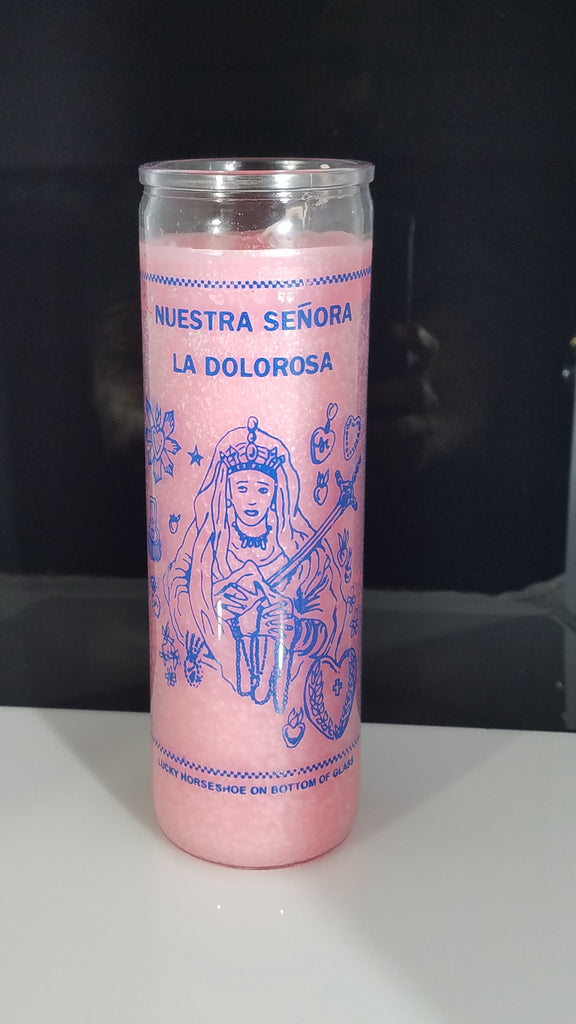 NUESTRA SEÑORA
LA DOLOROSA
LUCKY HORSESHOE ON BOTTOM OF GLASS